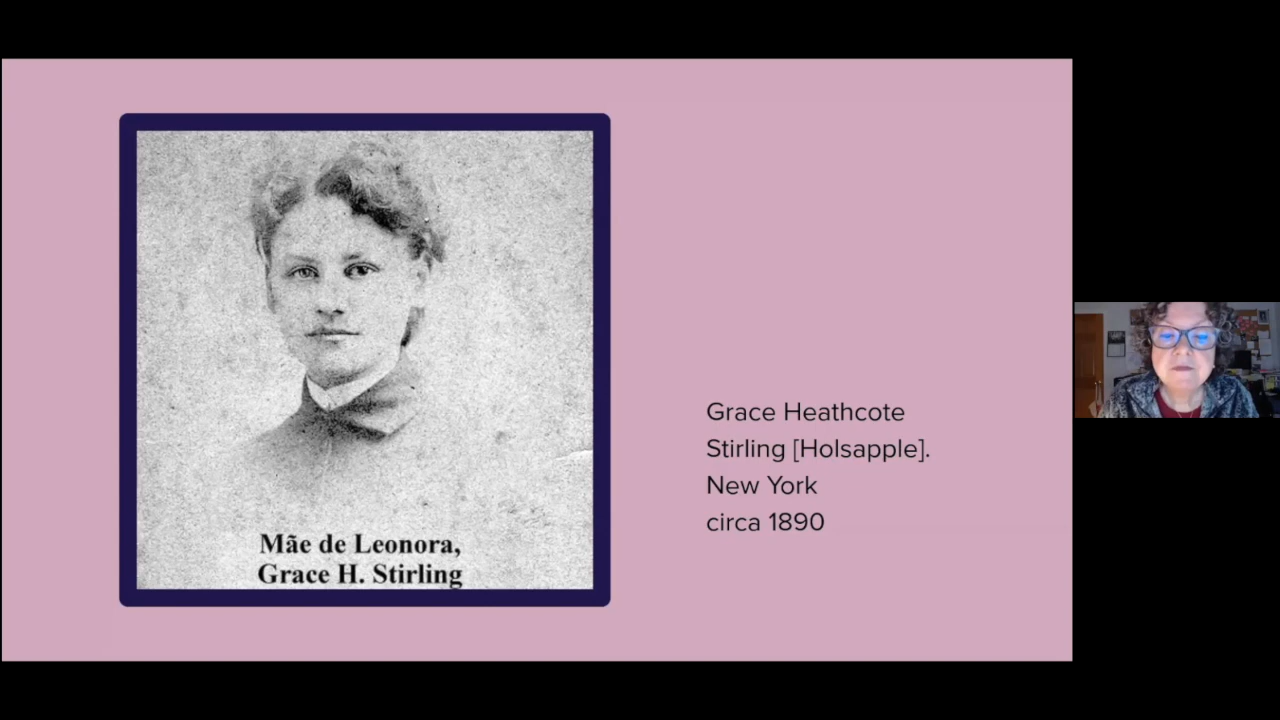 Mãe de Leonora,
Grace H. Stirling
Grace Heathcote
Stirling [Holsapple].
New York
circa 1890